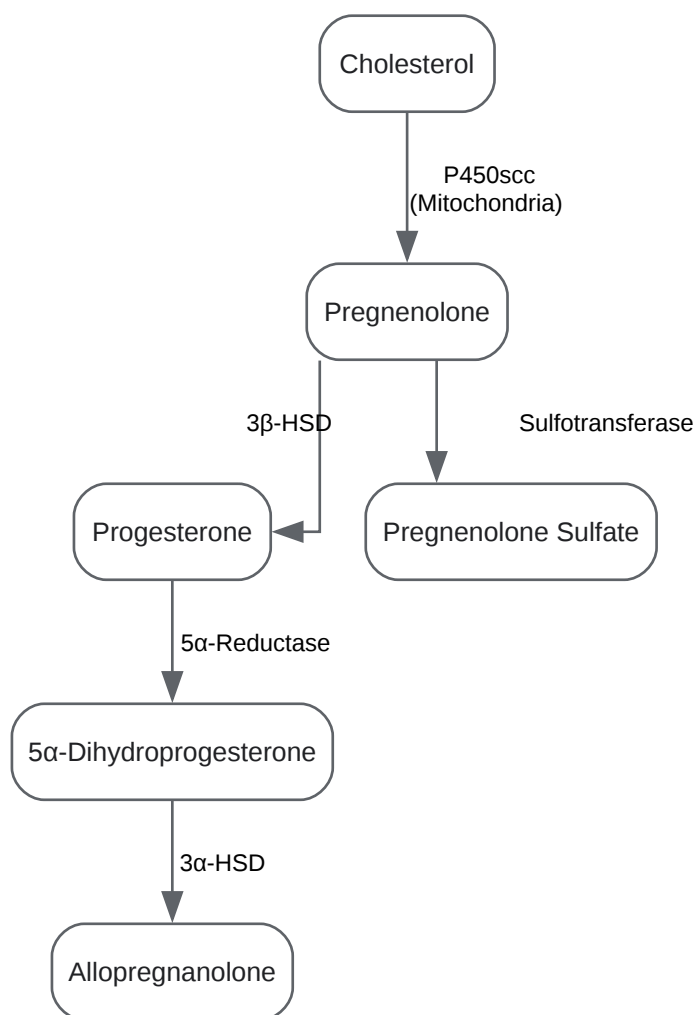 Cholesterol
P450scc
(Mitochondria)
Pregnenolone
3β-HSD
Sulfotransferase
Progesterone
Pregnenolone Sulfate
5α-Reductase
5α-Dihydroprogesterone
3α-HSD
Allopregnanolone